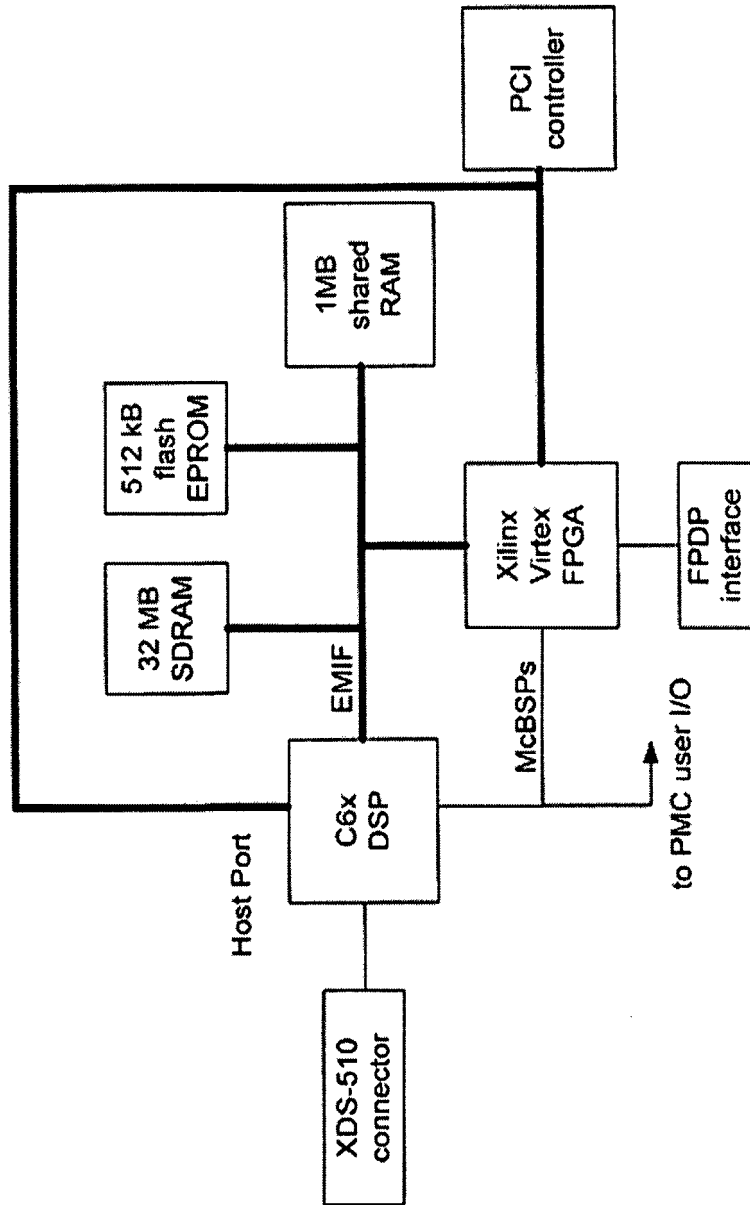 32 MB
SDRAM
512 kB
flash
EPROM
1MB
shared
RAM
PCI
controller
Host Port
EMIF
XDS-510
connector
C6x
DSP
McBSPs
Xilinx
Virtex
FPGA
to PMC user I/O
FPDP
interface